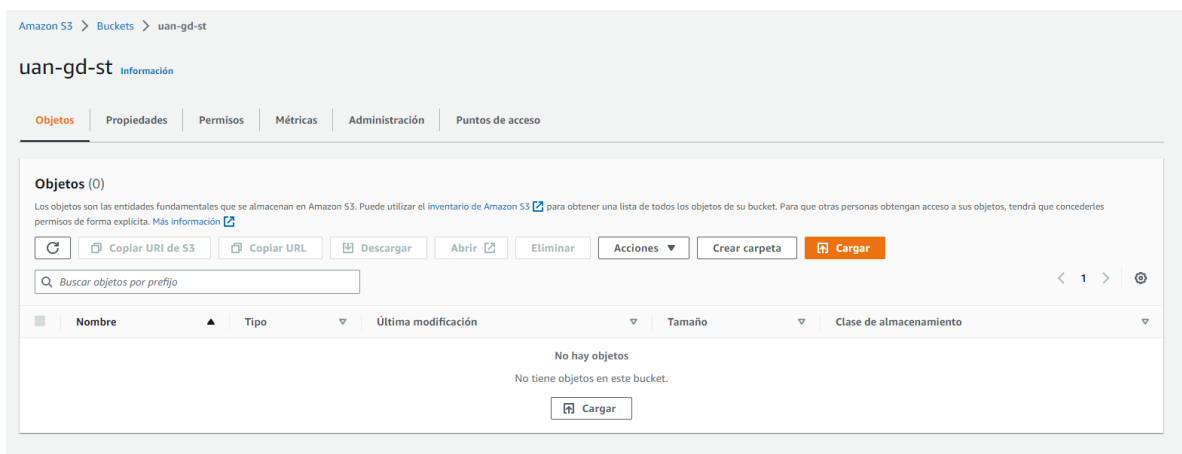 Amazon S3 > Buckets > uan-gd-st
uan-gd-st Información
Objetos Propiedades Permisos Métricas Administración Puntos de acceso
Objetos (0)
Los objetos son las entidades fundamentales que se almacenan en Amazon S3. Puede utilizar el inventario de Amazon S3 para obtener una lista de todos los objetos de su bucket. Para que otras personas obtengan acceso a sus objetos, tendrá que concederles
permisos de forma explícita. Más información
Copiar URI de S3 Copiar URL Descargar Abrir Eliminar Acciones Crear carpeta Cargar
Buscar objetos por prefijo < 1 >
Nombre Tipo Última modificación Tamaño Clase de almacenamiento
No hay objetos
No tiene objetos en este bucket.
Cargar